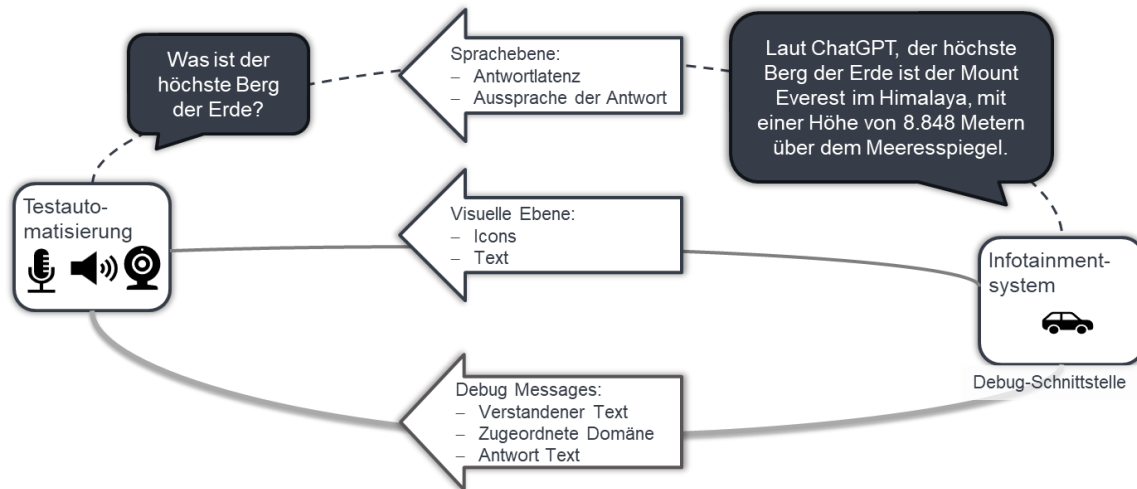 Was ist der
höchste Berg
der Erde?
Sprachebene:
– Antwortlatenz
– Aussprache der Antwort
Laut ChatGPT, der höchste
Berg der Erde ist der Mount
Everest im Himalaya, mit
einer Höhe von 8.848 Metern
über dem Meeresspiegel.
Testauto-
matisierung
Visuelle Ebene:
– Icons
– Text
Infotainment-
system
Debug-Schnittstelle
Debug Messages:
– Verstandener Text
– Zugeordnete Domäne
– Antwort Text